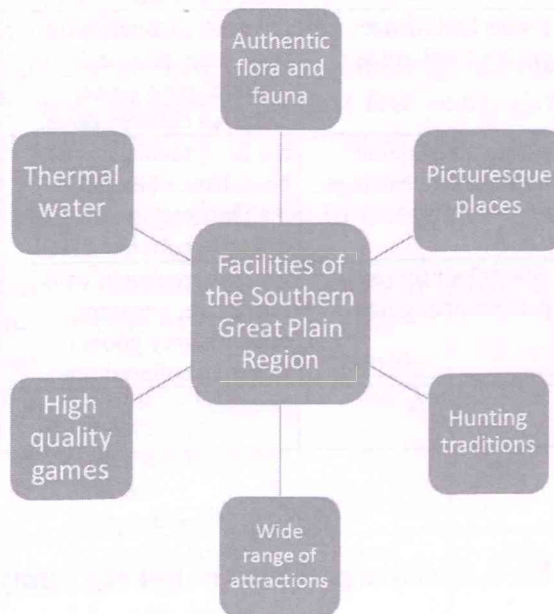 Authentic
flora and
fauna
Thermal
water
Picturesque
places
Facilities of
the Southern
Great Plain
Region
High
quality
games
Hunting
traditions
Wide
range of
attractions